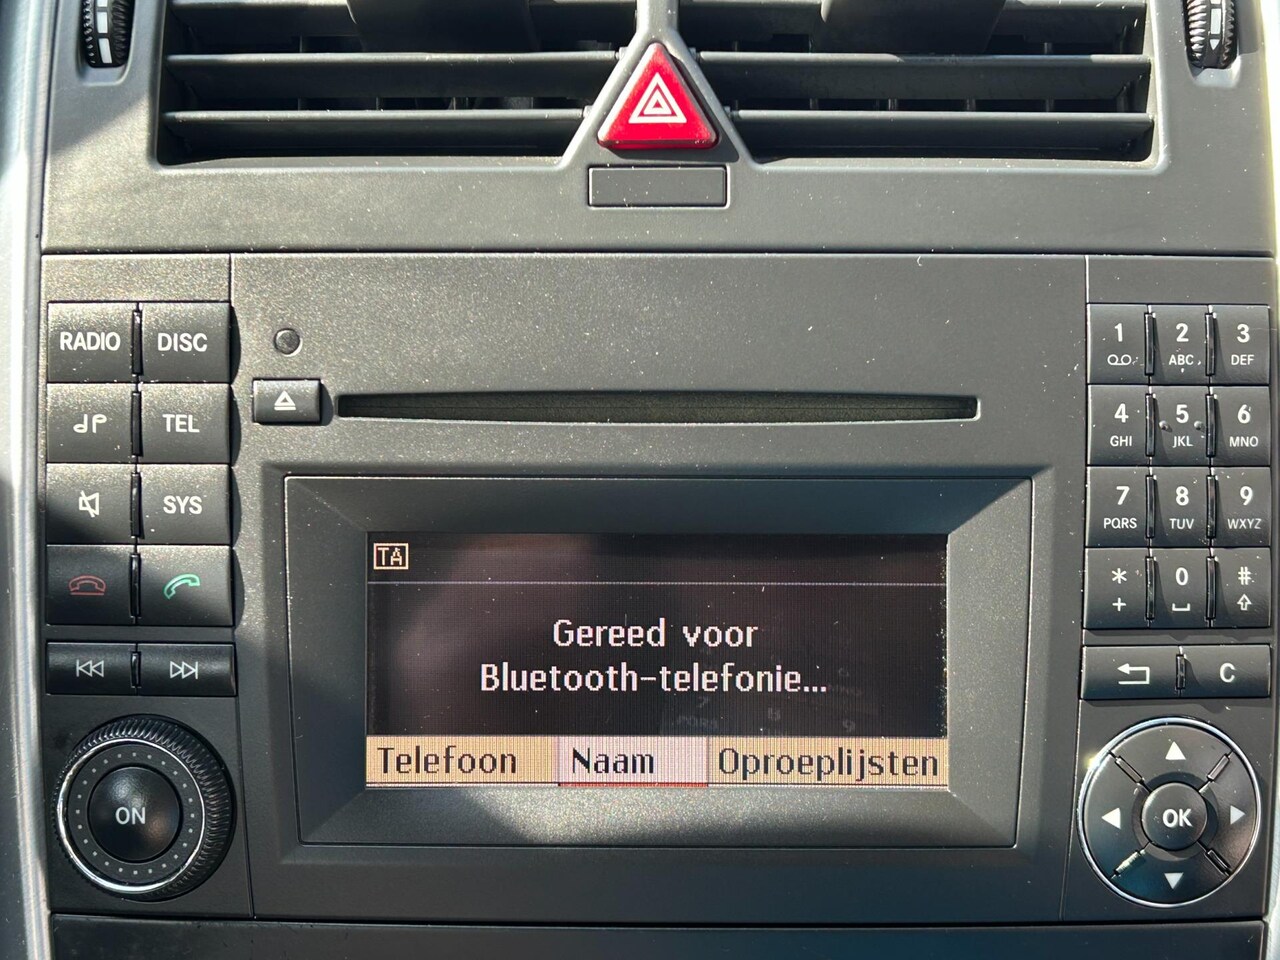 RADIO DISC
TEL
SYS
ON
TA
Gereed voor
Bluetooth-telefonie...
Telefoon Naam Oproeplijsten
1 2 3
ABC DEF
4 5 6
GHI JKL MNO
7 8 9
PQRS TUV WXYZ
* 0 #
+
C
OK